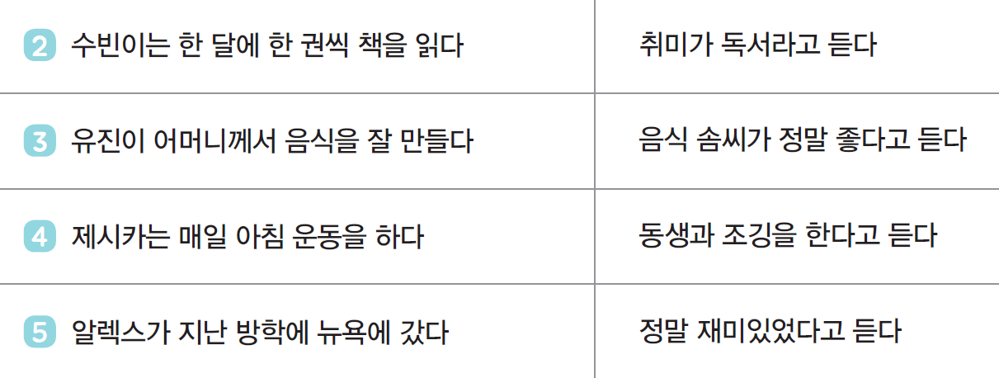 2 수빈이는 한 달에 한 권씩 책을 읽다 취미가 독서라고 듣다
3 유진이 어머니께서 음식을 잘 만들다 음식 솜씨가 정말 좋다고 듣다
4 제시카는 매일 아침 운동을 하다 동생과 조깅을 한다고 듣다
5 알렉스가 지난 방학에 뉴욕에 갔다 정말 재미있었다고 듣다